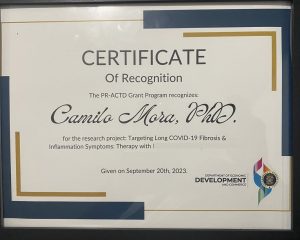 CERTIFICATE
Of Recognition
The PR-ACTD Grant Program recognizes:
Camilo Mora, PhD.
for the research project: Targeting Long COVID-19 Fibrosis &
Inflammation Symptoms: Therapy with
Given on September 20th, 2023.
DEPARTMENT OF ECONOMIC
DEVELOPMENT
AND COMMERCE